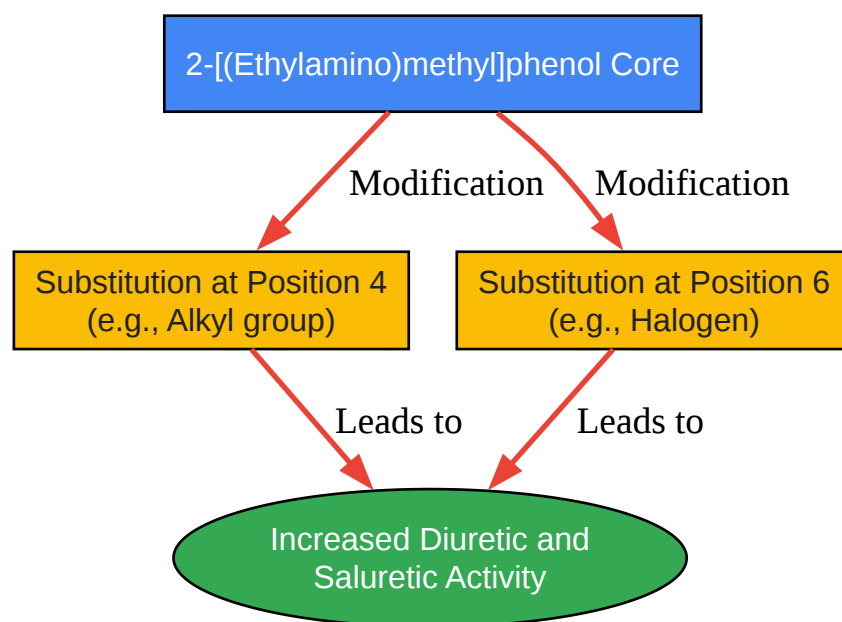 2-[(Ethylamino)methyl]phenol Core
Modification
Modification
Substitution at Position 4
(e.g., Alkyl group)
Substitution at Position 6
(e.g., Halogen)
Leads to
Leads to
Increased Diuretic and
Saluretic Activity